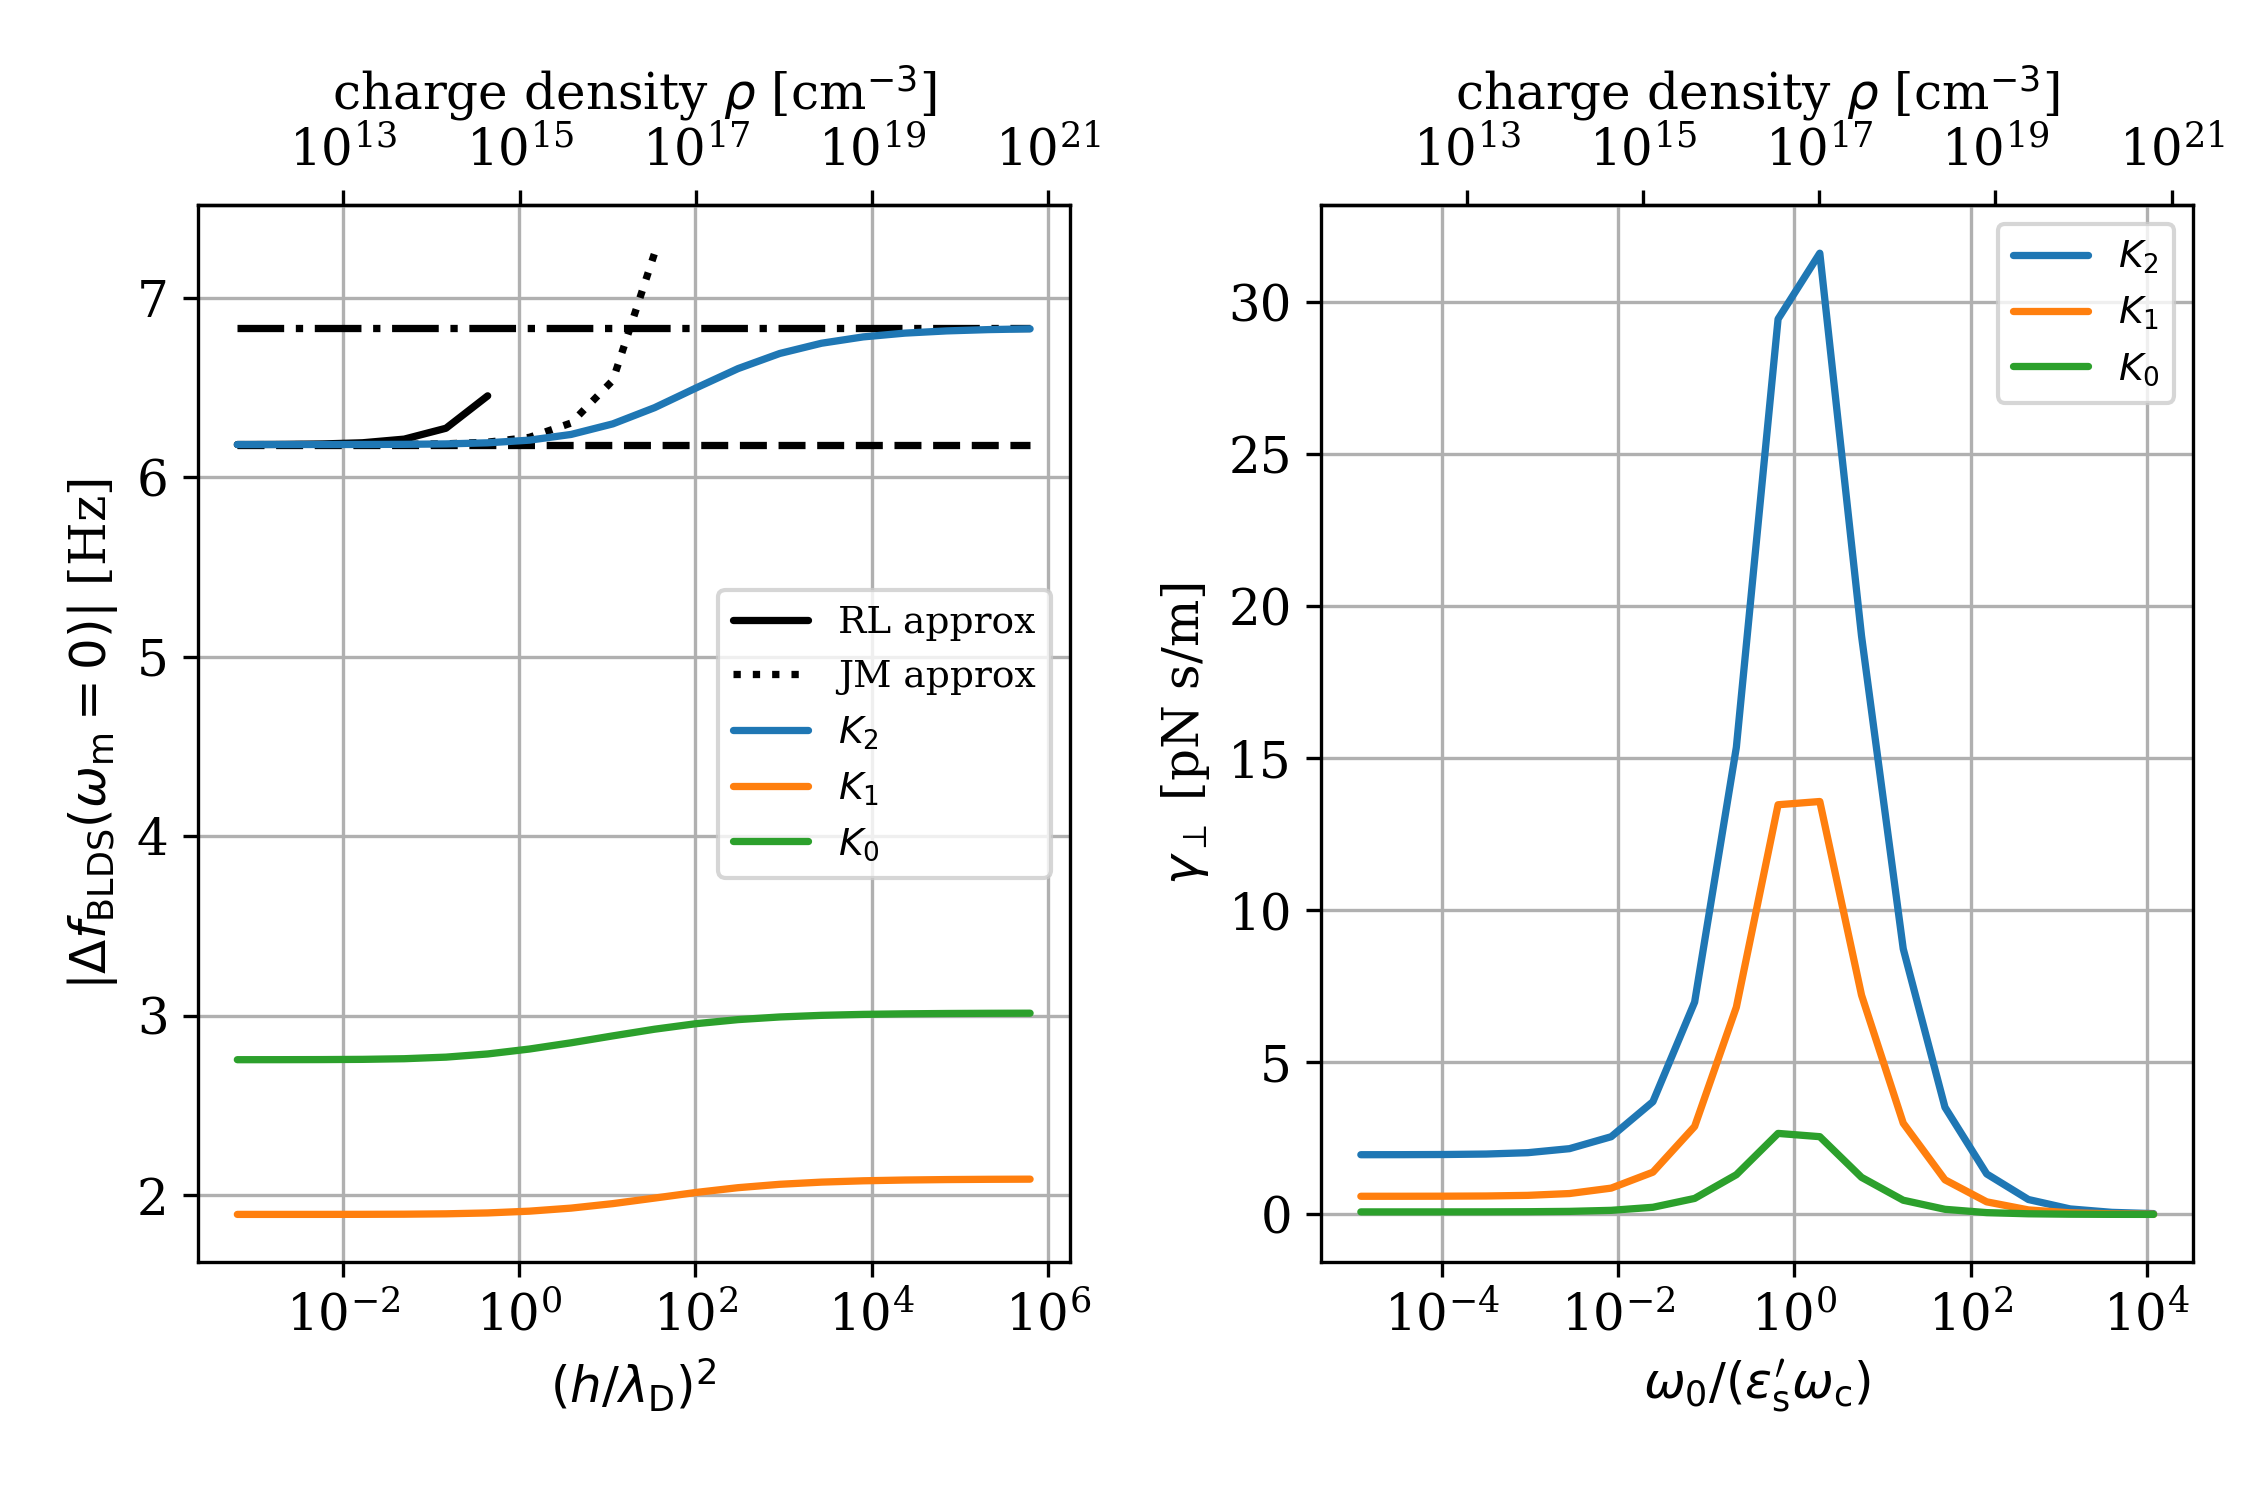 charge density ρ [cm⁻³]
10¹³ 10¹⁵ 10¹⁷ 10¹⁹ 10²¹
|Δf_BLDS(ω_m = 0)| [Hz]
7
6
5
4
3
2
RL approx
JM approx
K₂
K₁
K₀
10⁻² 10⁰ 10² 10⁴ 10⁶
(h/λ_D)²
charge density ρ [cm⁻³]
10¹³ 10¹⁵ 10¹⁷ 10¹⁹ 10²¹
γ_⊥ [pN s/m]
30
25
20
15
10
5
0
K₂
K₁
K₀
10⁻⁴ 10⁻² 10⁰ 10² 10⁴
ω₀/(ε′_s ω_c)